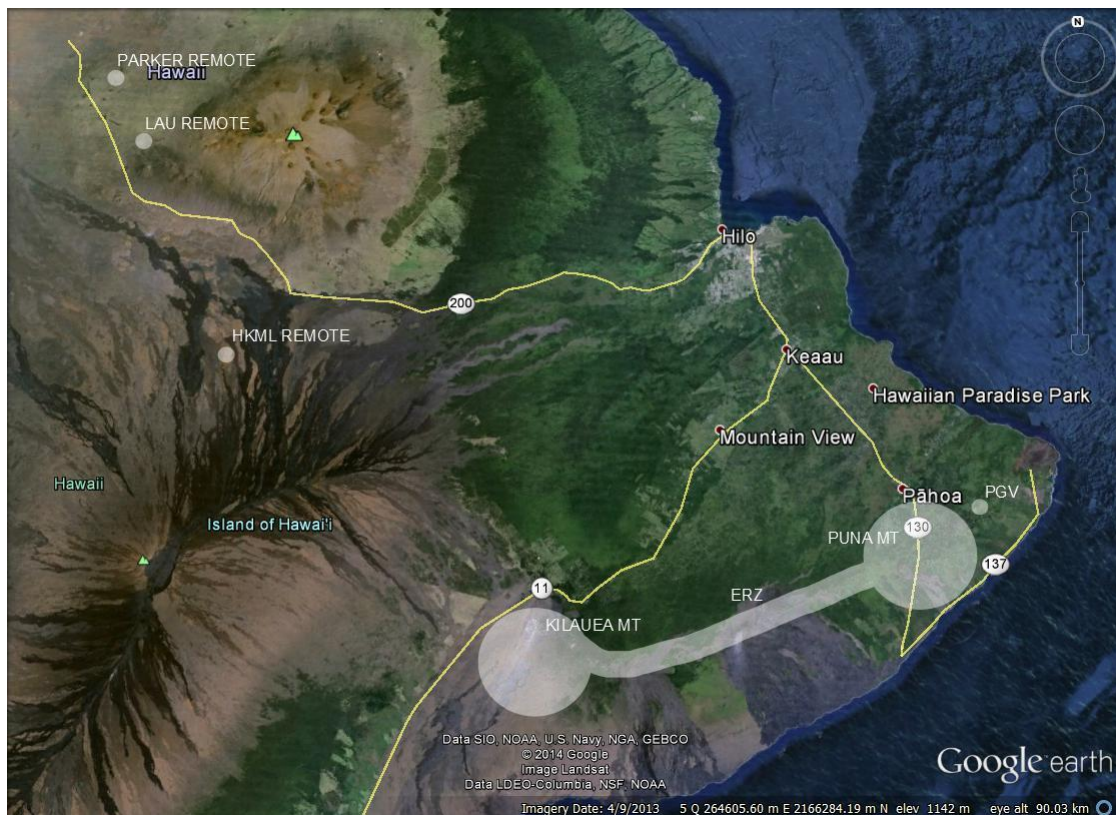 N
PARKER REMOTE
Hawaii
LAU REMOTE
Hilo
200
HKML REMOTE
Keaau
Hawaiian Paradise Park
Mountain View
Hawaii
Pāhoa
PGV
Island of Hawai'i
130
PUNA MT
137
11
ERZ
KILAUEA MT
Data SIO, NOAA, U.S. Navy, NGA, GEBCO
© 2014 Google
Image Landsat
Data LDEO-Columbia, NSF, NOAA
Google earth
Imagery Date: 4/9/2013 5 Q 264605.60 m E 2166284.19 m N elev 1142 m eye alt 90.03 km